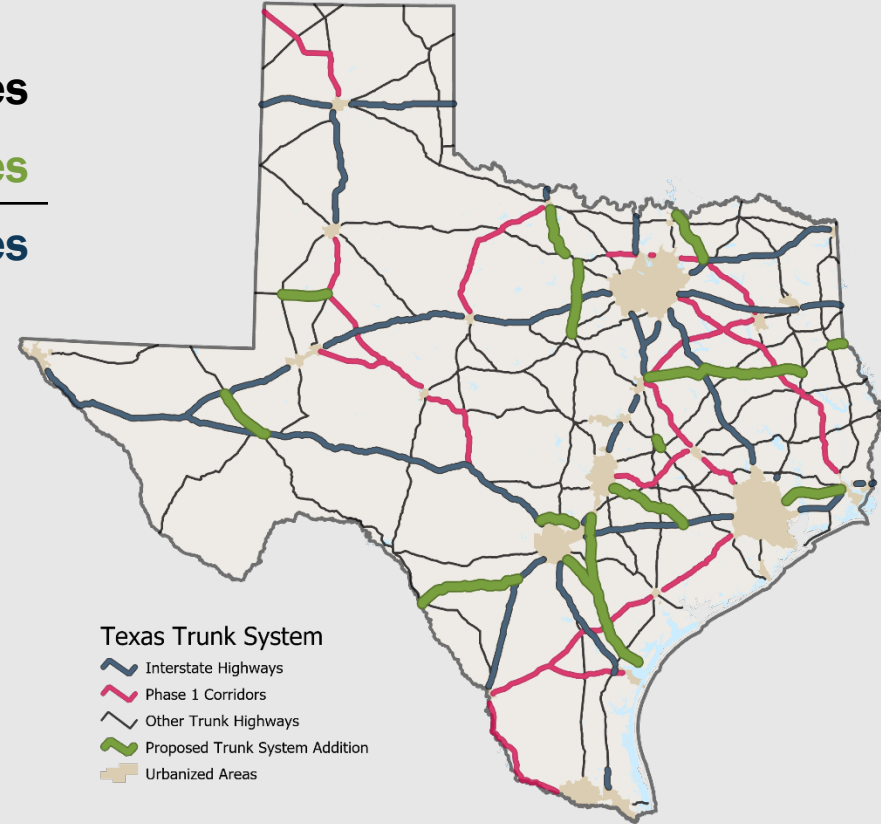 es
es
es
Texas Trunk System
Interstate Highways
Phase 1 Corridors
Other Trunk Highways
Proposed Trunk System Addition
Urbanized Areas